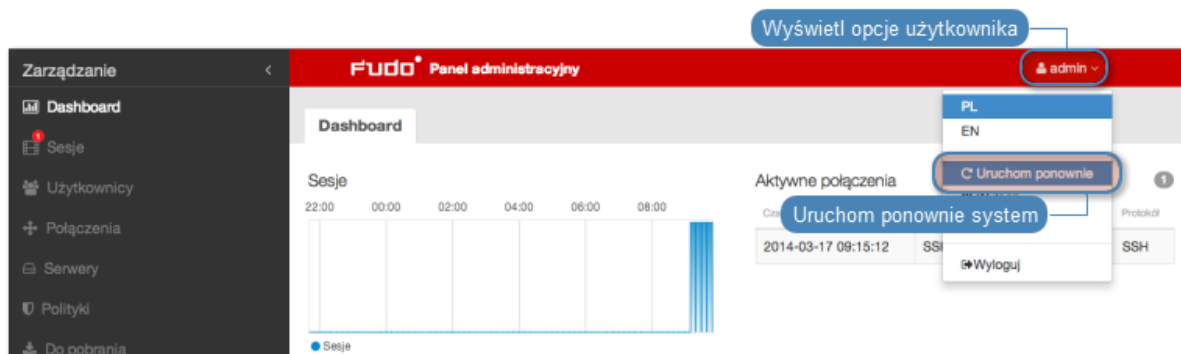 Wyświetl opcje użytkownika
Zarządzanie
FUDO Panel administracyjny
admin
Dashboard
Sesje
Użytkownicy
Połączenia
Serwery
Polityki
Do pobrania
1
Dashboard
PL
EN
Uruchom ponownie
Wyloguj
Sesje
22:00 00:00 02:00 04:00 06:00 08:00
Sesje
Aktywne połączenia
1
Uruchom ponownie system
Protokół
2014-03-17 09:15:12
SSH